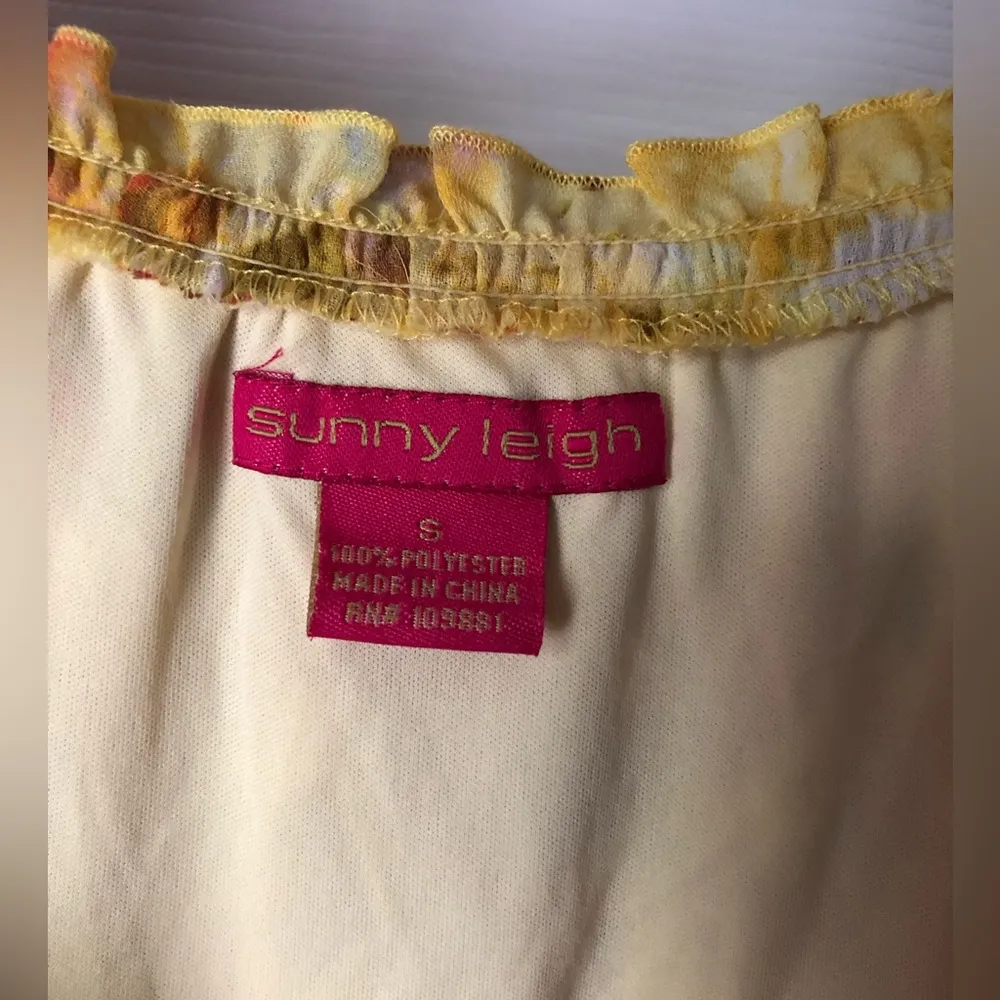 sunny leigh
S
100% POLYESTER
MADE IN CHINA
RN# 109881